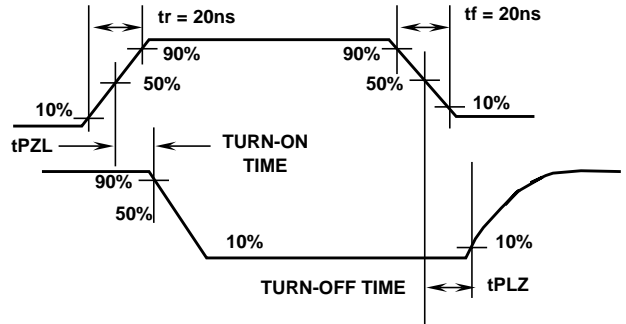 tr = 20ns
tf = 20ns
90%
90%
50%
50%
10%
10%
tPZL
TURN-ON
TIME
90%
50%
10%
10%
TURN-OFF TIME
tPLZ